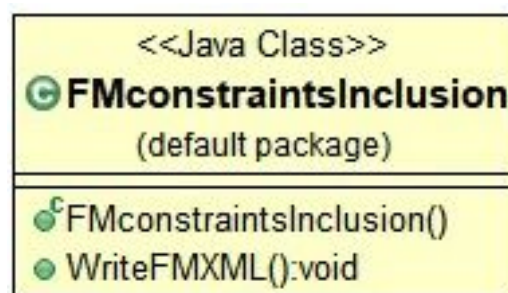 <<Java Class>>
FMconstraintsInclusion
(default package)
FMconstraintsInclusion()
WriteFMXML():void